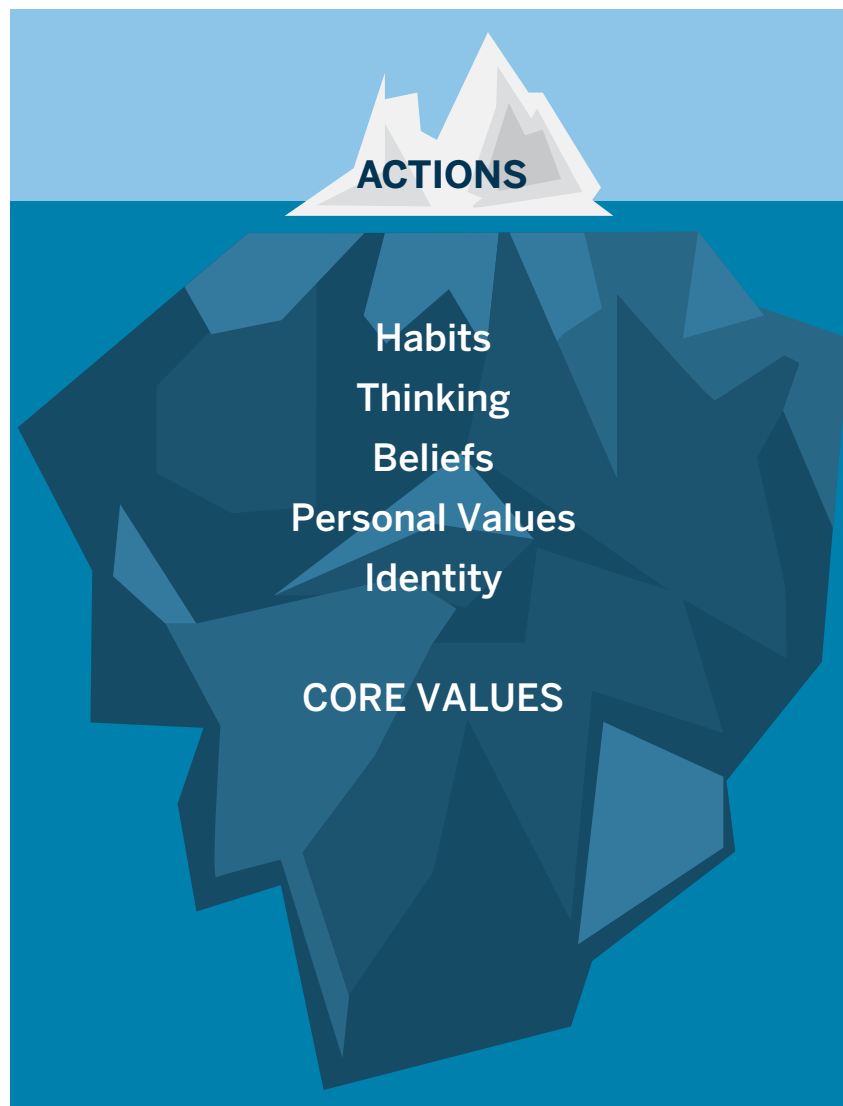 ACTIONS
Habits
Thinking
Beliefs
Personal Values
Identity
CORE VALUES